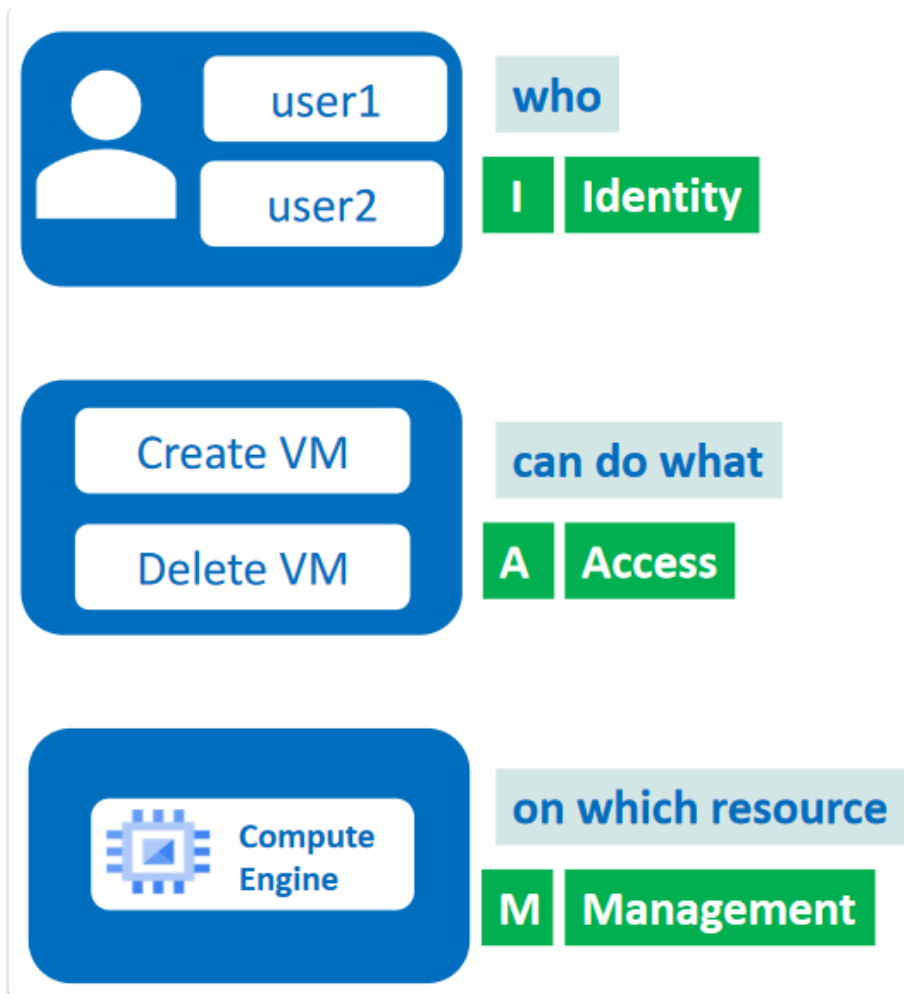 user1
user2
who
I Identity
Create VM
Delete VM
can do what
A Access
Compute
Engine
on which resource
M Management